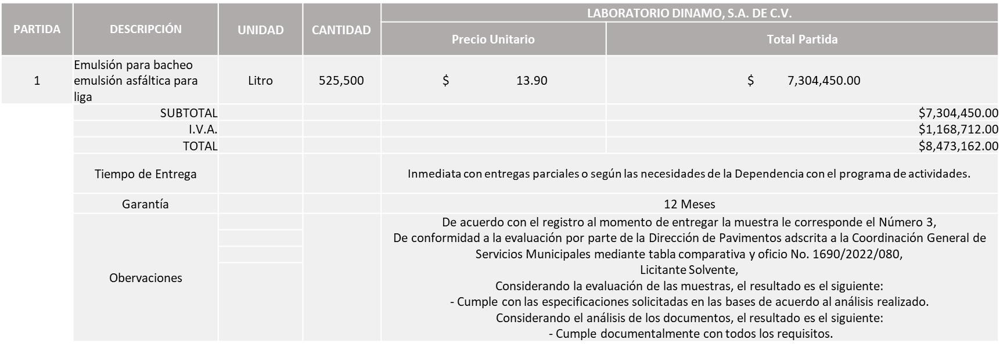 LABORATORIO DINAMO, S.A. DE C.V.
PARTIDA DESCRIPCIÓN UNIDAD CANTIDAD
Precio Unitario Total Partida
Emulsión para bacheo
1 emulsión asfáltica para Litro 525,500 $ 13.90 $ 7,304,450.00
liga
SUBTOTAL $7,304,450.00
I.V.A. $1,168,712.00
TOTAL $8,473,162.00
Tiempo de Entrega Inmediata con entregas parciales o según las necesidades de la Dependencia con el programa de actividades.
Garantía 12 Meses
De acuerdo con el registro al momento de entregar la muestra le corresponde el Número 3,
De conformidad a la evaluación por parte de la Dirección de Pavimentos adscrita a la Coordinación General de
Servicios Municipales mediante tabla comparativa y oficio No. 1690/2022/080,
Licitante Solvente,
Obervaciones
Considerando la evaluación de las muestras, el resultado es el siguiente:
- Cumple con las especificaciones solicitadas en las bases de acuerdo al análisis realizado.
Considerando el análisis de los documentos, el resultado es el siguiente:
- Cumple documentalmente con todos los requisitos.